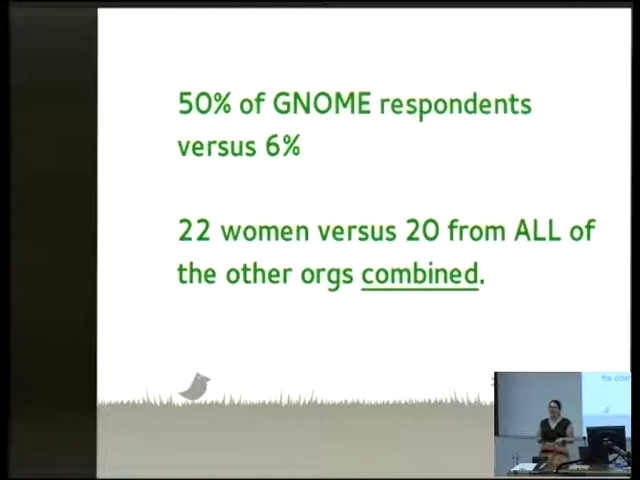 50% of GNOME respondents
versus 6%
22 women versus 20 from ALL of
the other orgs combined.